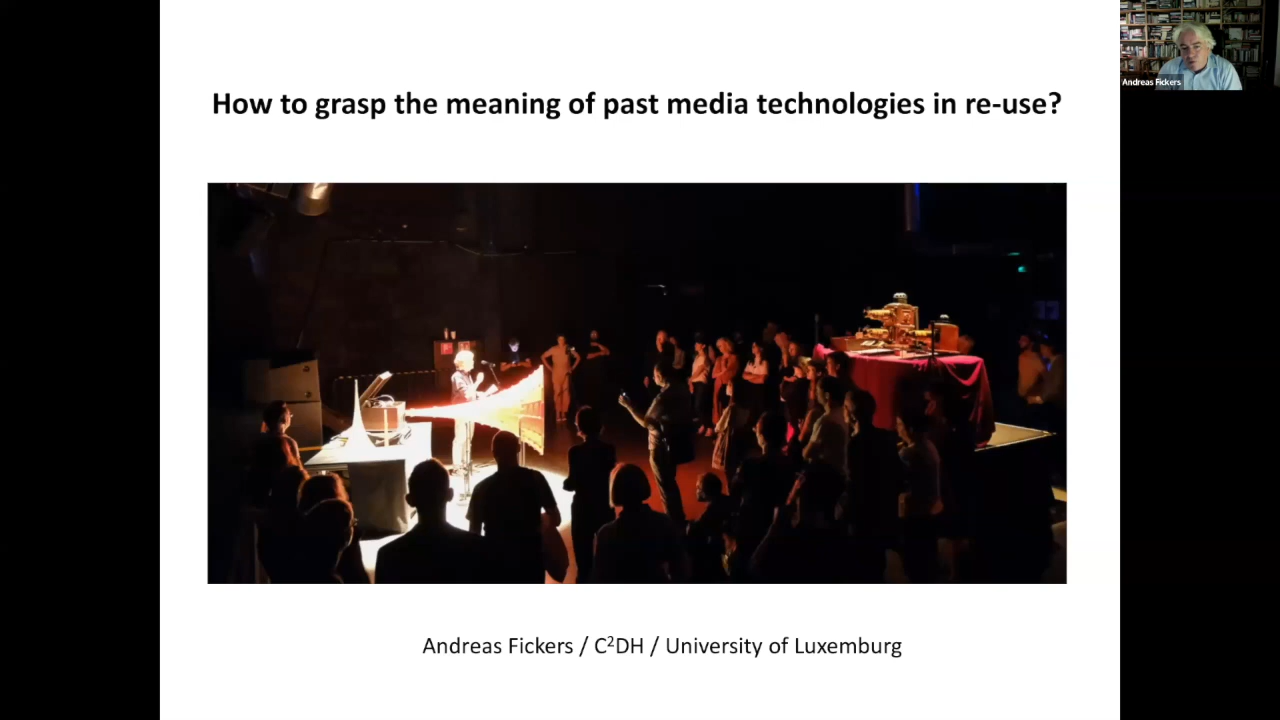 How to grasp the meaning of past media technologies in re-use?
Andreas Fickers
Andreas Fickers / C²DH / University of Luxemburg